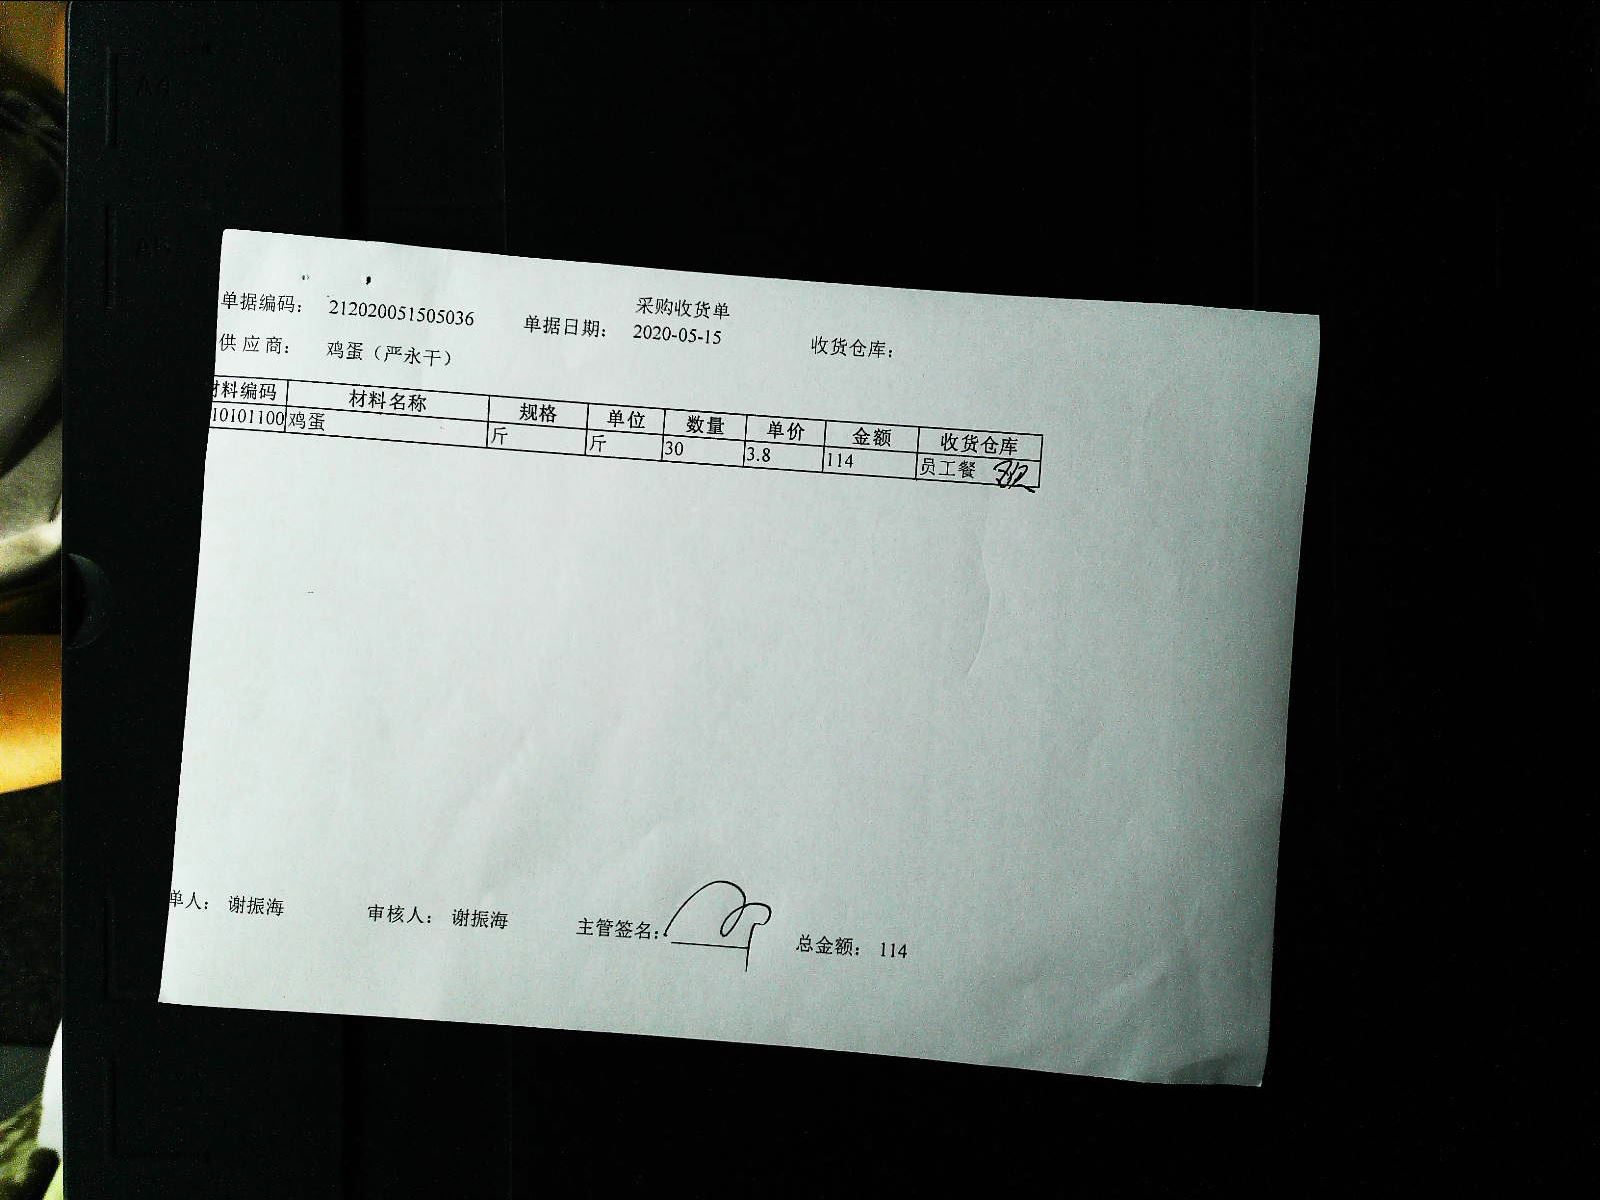 采购收货单
单据编码： 212020051505036 单据日期： 2020-05-15 收货仓库：
供应商： 鸡蛋（严永干）
材料编码 材料名称 规格 单位 数量 单价 金额 收货仓库
10101100 鸡蛋 斤 斤 30 3.8 114 员工餐
单人： 谢振海 审核人： 谢振海 主管签名： 总金额： 114